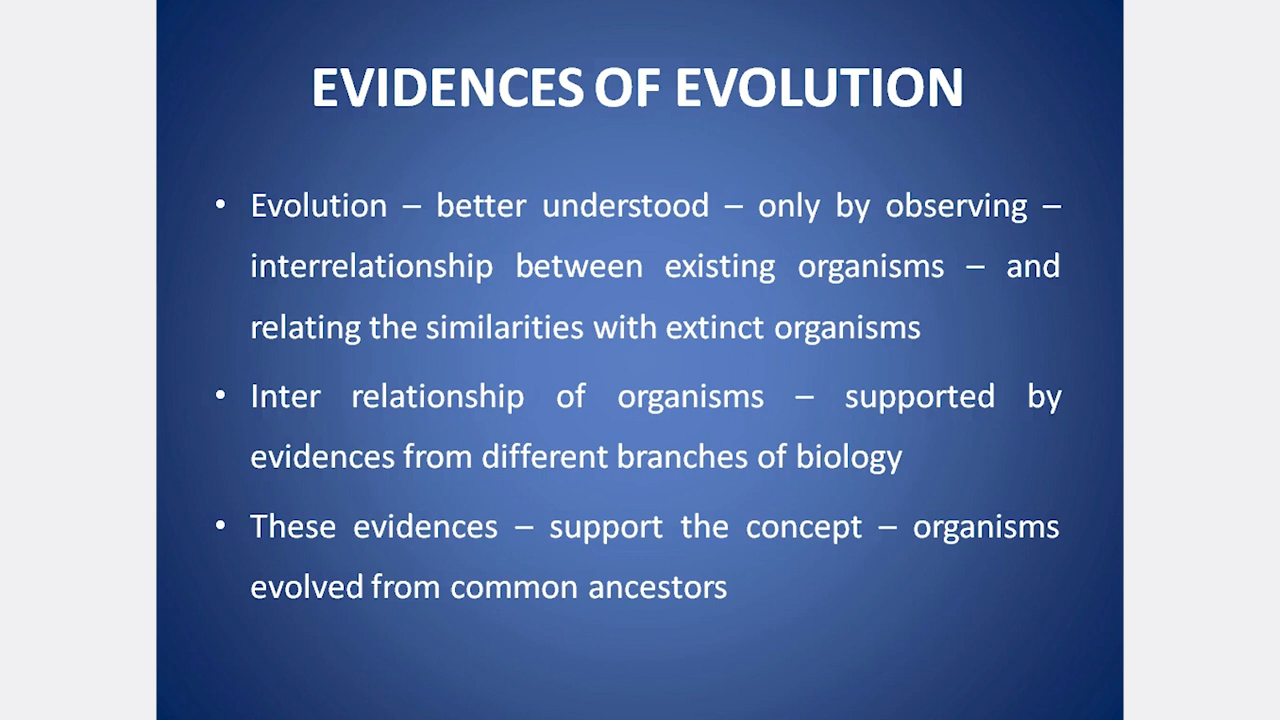 EVIDENCES OF EVOLUTION
• Evolution – better understood – only by observing –
interrelationship between existing organisms – and
relating the similarities with extinct organisms
• Inter relationship of organisms – supported by
evidences from different branches of biology
• These evidences – support the concept – organisms
evolved from common ancestors